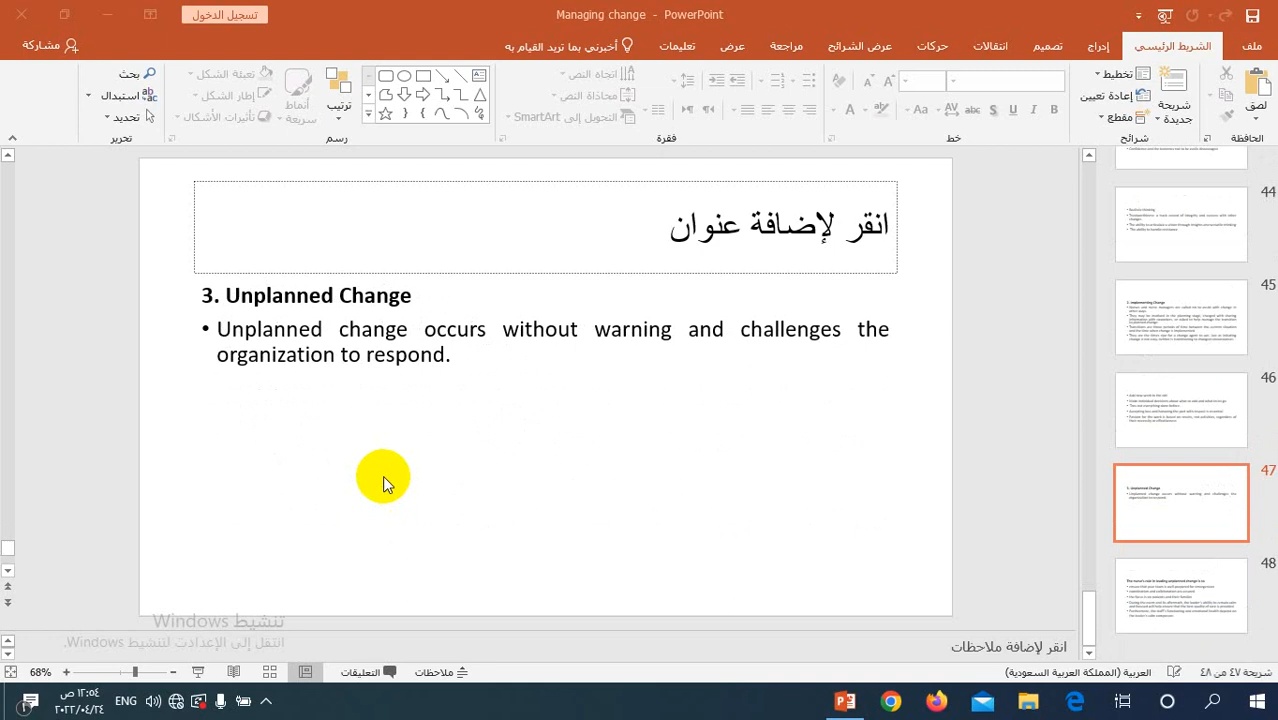 تسجيل الدخول
Managing change - PowerPoint
ملف
الشريط الرئيسي
إدراج
تصميم
انتقالات
حركات
عرض الشرائح
مراجعة
عرض
تعليمات
أخبرني بما تريد القيام به
مشاركة
لصق
الحافظة
شريحة جديدة
تخطيط
إعادة تعيين
مقطع
شرائح
خط
اتجاه النص
محاذاة النص
التحويل إلى SmartArt
فقرة
ترتيب
أنماط سريعة
تعبئة الشكل
إطار الشكل
تأثيرات الأشكال
رسم
بحث
استبدال
تحديد
تحرير
انقر لإضافة عنوان
3. Unplanned Change
• Unplanned change occurs without warning and challenges the
organization to respond.
44
45
46
47
48
تنشيط Windows
انتقل إلى الإعدادات لتنشيط Windows.
انقر لإضافة ملاحظات
شريحة ٤٧ من ٤٨
العربية (المملكة العربية السعودية)
ملاحظات
التعليقات
68%
ENG
١٢:٥٤ ص
٢٠٢٢/٠٤/٢٤